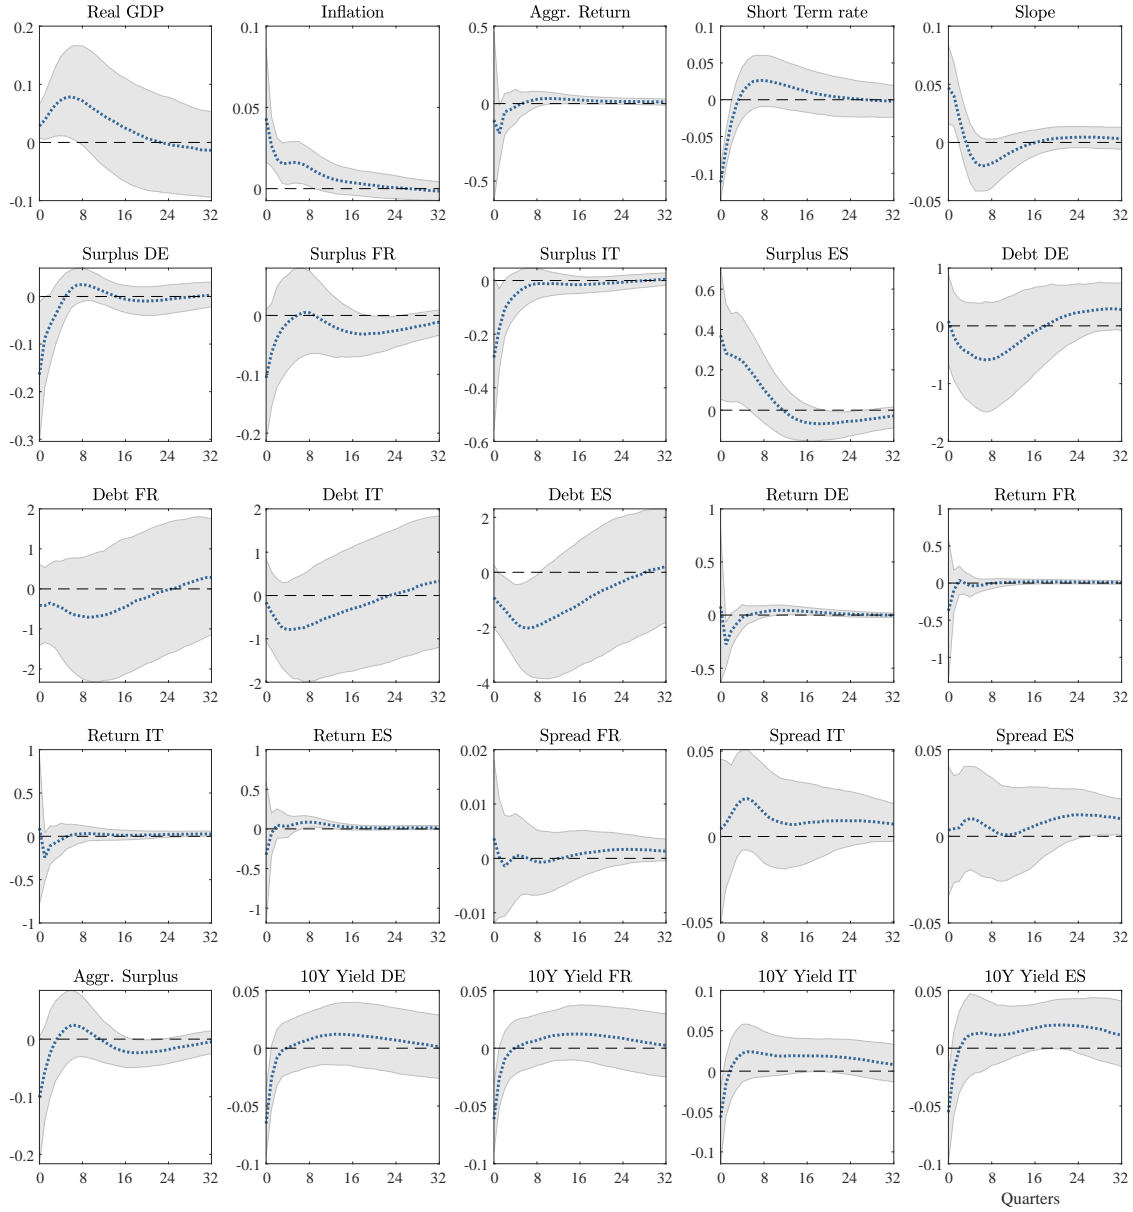 Real GDP
0.2
0.1
0
-0.1
0 8 16 24 32
Inflation
0.1
0.05
0
0 8 16 24 32
Aggr. Return
0.5
0
-0.5
0 8 16 24 32
Short Term rate
0.1
0.05
0
-0.05
-0.1
0 8 16 24 32
Slope
0.1
0.05
0
-0.05
0 8 16 24 32
Surplus DE
0
-0.1
-0.2
-0.3
0 8 16 24 32
Surplus FR
0
-0.1
-0.2
0 8 16 24 32
Surplus IT
0
-0.2
-0.4
-0.6
0 8 16 24 32
Surplus ES
0.6
0.4
0.2
0
0 8 16 24 32
Debt DE
1
0
-1
-2
0 8 16 24 32
Debt FR
2
1
0
-1
-2
0 8 16 24 32
Debt IT
2
1
0
-1
-2
0 8 16 24 32
Debt ES
2
0
-2
-4
0 8 16 24 32
Return DE
1
0.5
0
-0.5
0 8 16 24 32
Return FR
1
0.5
0
-0.5
-1
0 8 16 24 32
Return IT
1
0.5
0
-0.5
-1
0 8 16 24 32
Return ES
1
0.5
0
-0.5
-1
0 8 16 24 32
Spread FR
0.02
0.01
0
-0.01
0 8 16 24 32
Spread IT
0.05
0
-0.05
0 8 16 24 32
Spread ES
0.05
0
-0.05
0 8 16 24 32
Aggr. Surplus
0
-0.1
-0.2
0 8 16 24 32
10Y Yield DE
0.05
0
-0.05
-0.1
0 8 16 24 32
10Y Yield FR
0.05
0
-0.05
-0.1
0 8 16 24 32
10Y Yield IT
0.1
0.05
0
-0.05
-0.1
0 8 16 24 32
10Y Yield ES
0.05
0
-0.05
-0.1
0 8 16 24 32
Quarters